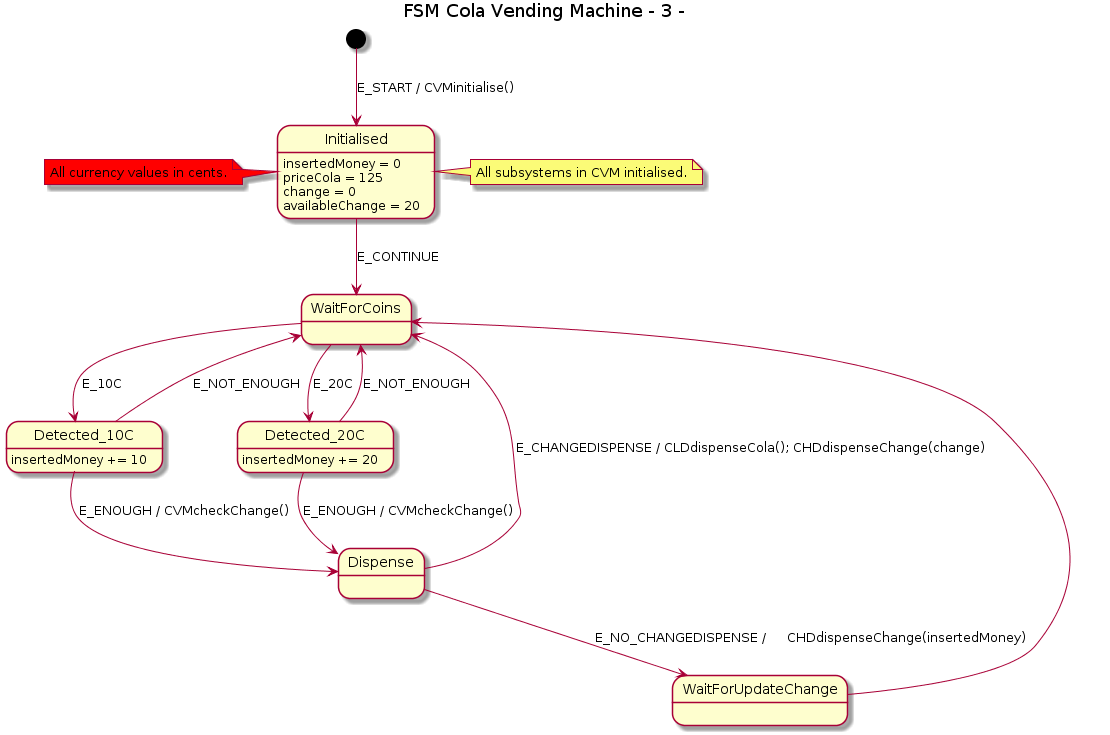 FSM Cola Vending Machine - 3 -
E_START / CVMinitialise()
Initialised
insertedMoney = 0
priceCola = 125
change = 0
availableChange = 20
All currency values in cents.
All subsystems in CVM initialised.
E_CONTINUE
WaitForCoins
E_10C
E_NOT_ENOUGH
E_20C
E_NOT_ENOUGH
Detected_10C
insertedMoney += 10
Detected_20C
insertedMoney += 20
E_CHANGEDISPENSE / CLDdispenseCola(); CHDdispenseChange(change)
E_ENOUGH / CVMcheckChange()
E_ENOUGH / CVMcheckChange()
Dispense
E_NO_CHANGEDISPENSE /     CHDdispenseChange(insertedMoney)
WaitForUpdateChange